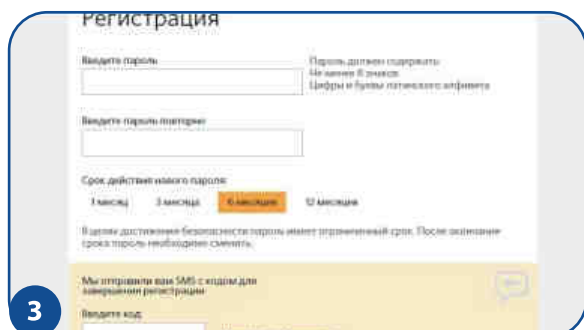 Регистрация
Введите пароль
Пароль должен содержать:
Не менее 8 знаков
Цифры и буквы латинского алфавита
Введите пароль повторно
Срок действия нового пароля:
1 месяц 3 месяца 6 месяцев 12 месяцев
В целях достижения безопасности пароль имеет ограниченный срок. После окончания
срока пароль необходимо сменить.
Мы отправили вам SMS с кодом для
завершения регистрации
Введите код
3